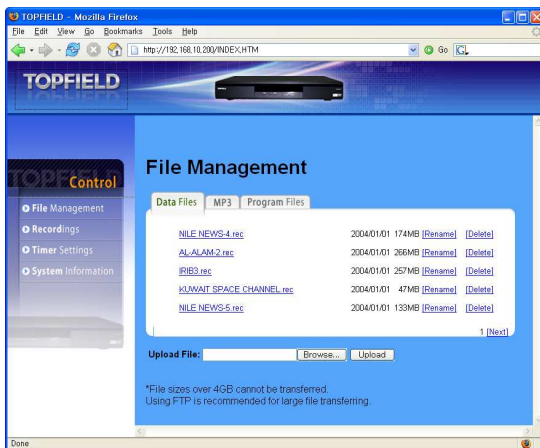 TOPFIELD - Mozilla Firefox
File Edit View Go Bookmarks Tools Help
http://192.168.10.200/INDEX.HTM Go G
TOPFIELD
TOPFIELD
Control
File Management
Recordings
Timer Settings
System Information
File Management
Data Files MP3 Program Files
NILE NEWS-4.rec 2004/01/01 174MB [Rename] [Delete]
AL-ALAM-2.rec 2004/01/01 266MB [Rename] [Delete]
IRIB3.rec 2004/01/01 257MB [Rename] [Delete]
KUWAIT SPACE CHANNEL.rec 2004/01/01 47MB [Rename] [Delete]
NILE NEWS-5.rec 2004/01/01 133MB [Rename] [Delete]
1 [Next]
Upload File: Browse... Upload
*File sizes over 4GB cannot be transferred.
Using FTP is recommended for large file transferring.
Done